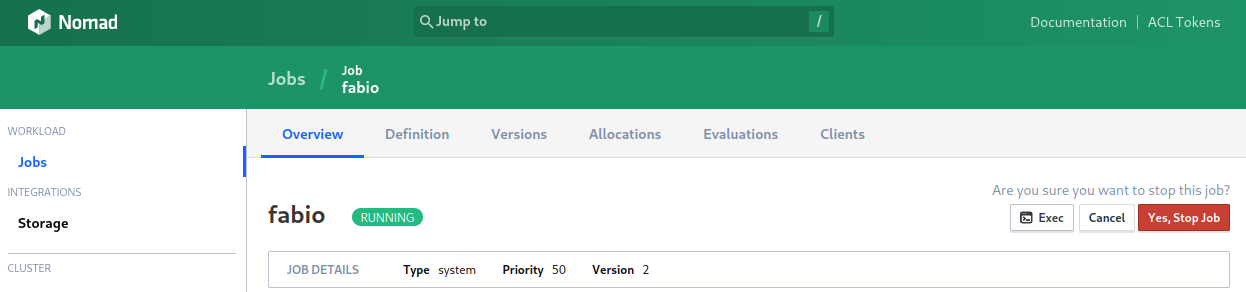 Nomad
Jump to /
Documentation ACL Tokens
Jobs / Job
fabio
WORKLOAD
Jobs
INTEGRATIONS
Storage
CLUSTER
Overview Definition Versions Allocations Evaluations Clients
Are you sure you want to stop this job?
fabio RUNNING
Exec Cancel Yes, Stop Job
JOB DETAILS Type system Priority 50 Version 2